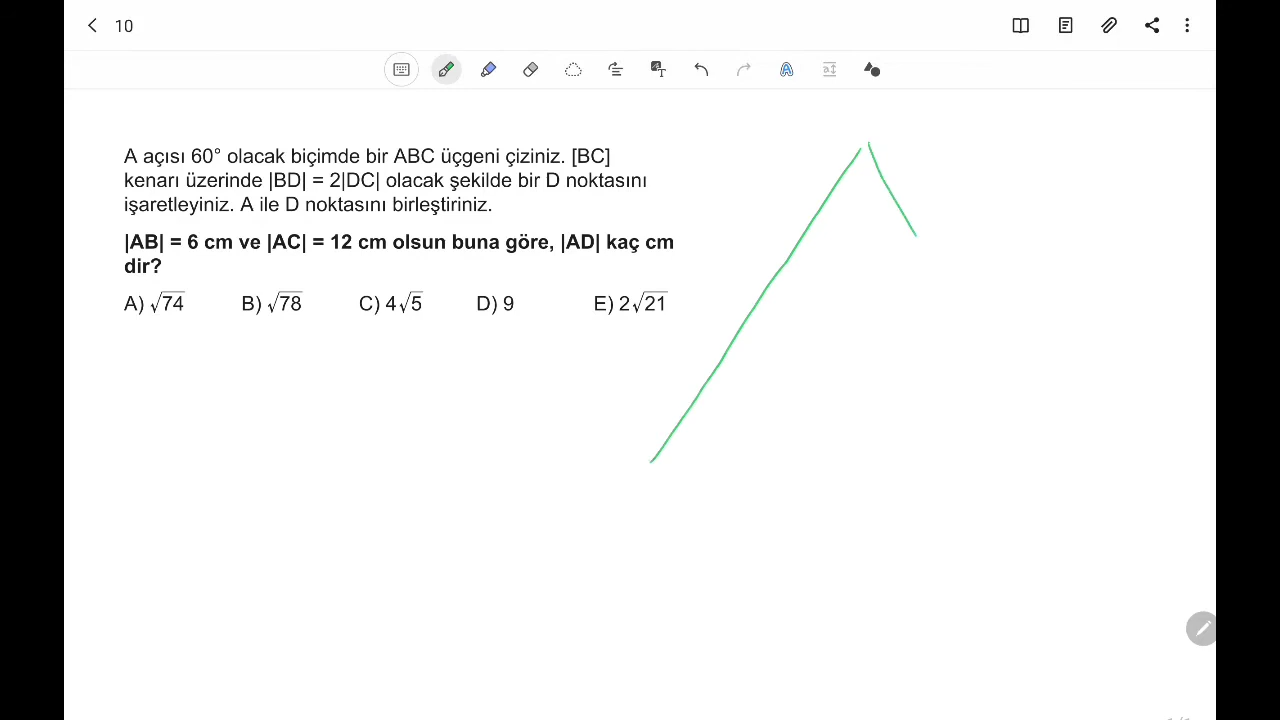 10
A açısı 60° olacak biçimde bir ABC üçgeni çiziniz. [BC]
kenarı üzerinde |BD| = 2|DC| olacak şekilde bir D noktasını
işaretleyiniz. A ile D noktasını birleştiriniz.
|AB| = 6 cm ve |AC| = 12 cm olsun buna göre, |AD| kaç cm
dir?
A) √74 B) √78 C) 4√5 D) 9 E) 2√21